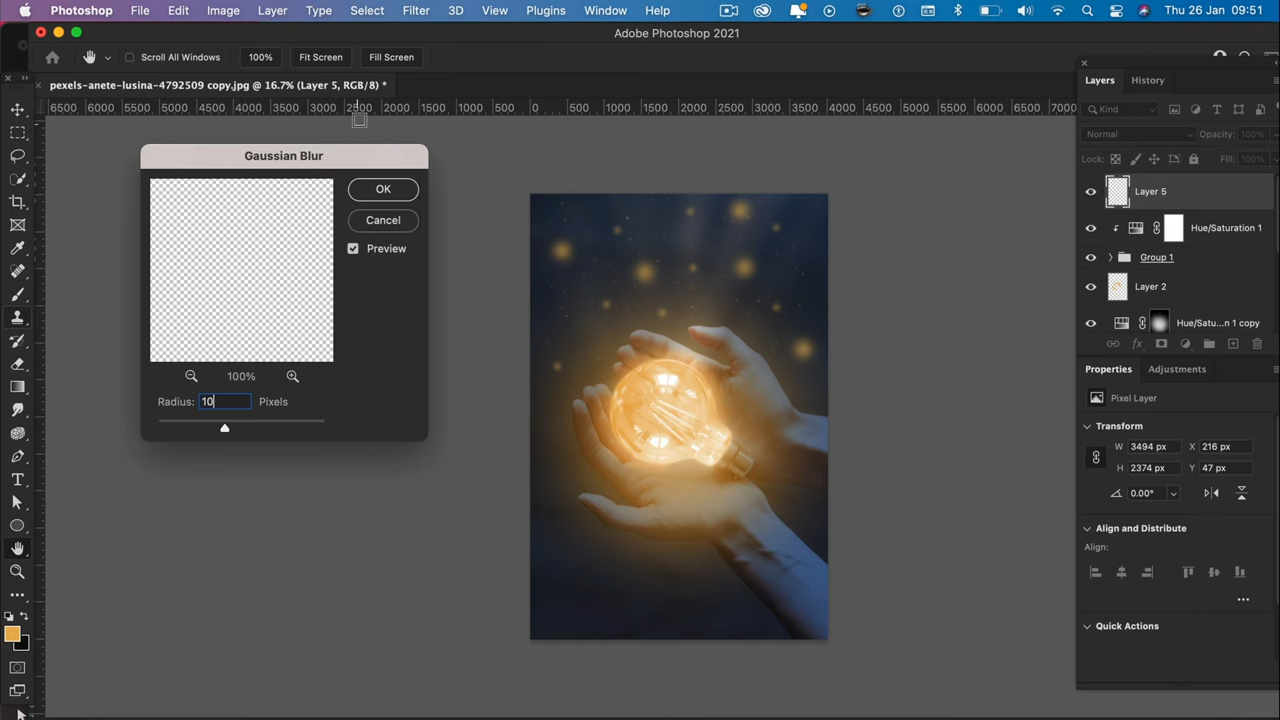 Photoshop File Edit Image Layer Type Select Filter 3D View Plugins Window Help Thu 26 Jan 09:51
Adobe Photoshop 2021
Scroll All Windows 100% Fit Screen Fill Screen
pexels-anete-lusina-4792509 copy.jpg @ 16.7% (Layer 5, RGB/8) *
6500 6000 5500 5000 4500 4000 3500 3000 2500 2000 1500 1000 500 0 500 1000 1500 2000 2500 3000 3500 4000 4500 5000 5500 6000 6500 7000
Gaussian Blur
OK
Cancel
Preview
100%
Radius: 10 Pixels
Layers History
Kind
Normal Opacity: 100%
Lock: Fill: 100%
Layer 5
Hue/Saturation 1
Group 1
Layer 2
Hue/Satu...n 1 copy
fx
Properties Adjustments
Pixel Layer
Transform
W 3494 px X 216 px
H 2374 px Y 47 px
0.00°
Align and Distribute
Align:
Quick Actions